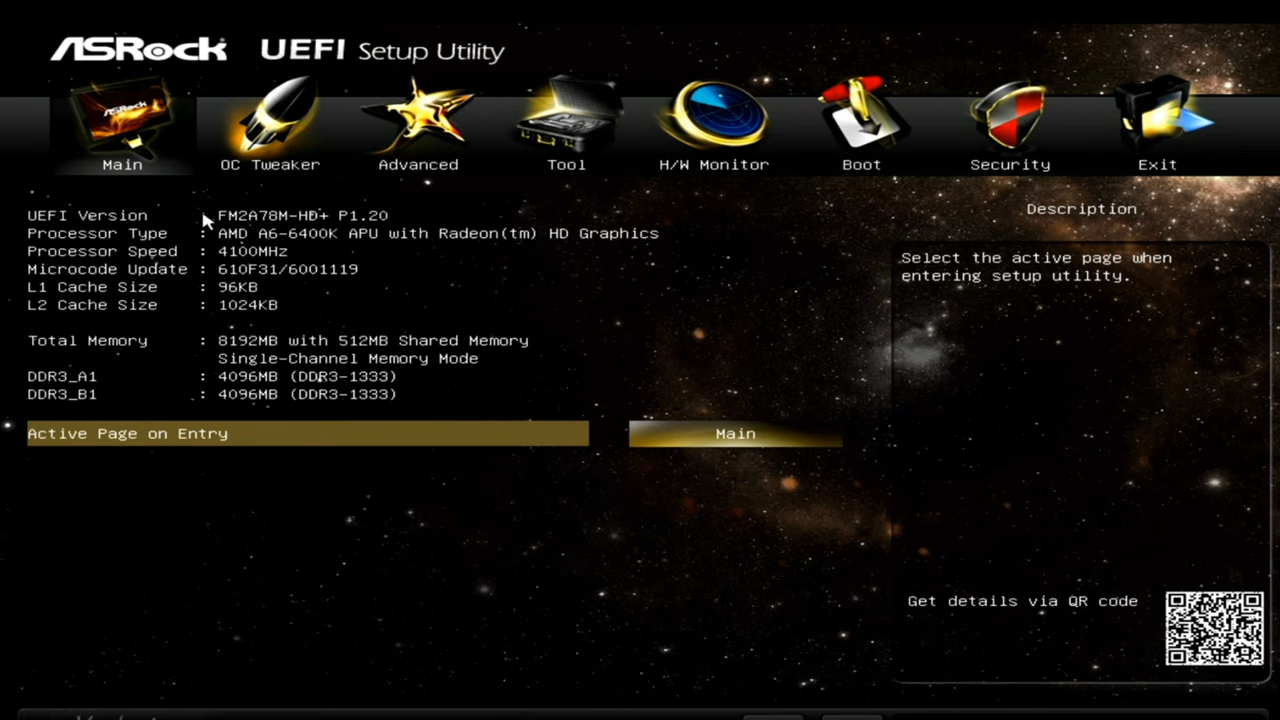 ASRock UEFI Setup Utility
Main OC Tweaker Advanced Tool H/W Monitor Boot Security Exit
UEFI Version : FM2A78M-HD+ P1.20
Processor Type : AMD A6-6400K APU with Radeon(tm) HD Graphics
Processor Speed : 4100MHz
Microcode Update : 610F31/6001119
L1 Cache Size : 96KB
L2 Cache Size : 1024KB
Total Memory : 8192MB with 512MB Shared Memory
Single-Channel Memory Mode
DDR3_A1 : 4096MB (DDR3-1333)
DDR3_B1 : 4096MB (DDR3-1333)
Active Page on Entry Main
Description
Select the active page when
entering setup utility.
Get details via QR code